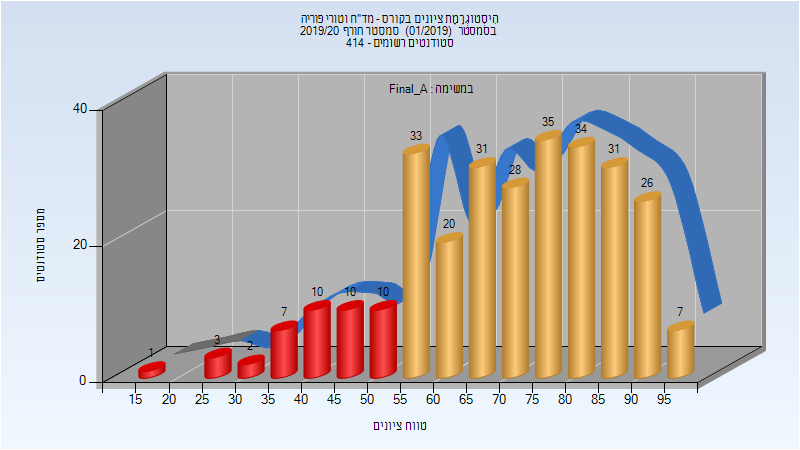 היסטוגרמת ציונים בקורס - מד"ח וטורי פוריה
בסמסטר (01/2019) סמסטר חורף 2019/20
סטודנטים רשומים - 414
במשימה : Final_A
מספר סטודנטים
40
20
0
1
3
2
7
10
10
10
33
20
31
28
35
34
31
26
7
15 20 25 30 35 40 45 50 55 60 65 70 75 80 85 90 95
טווח ציונים